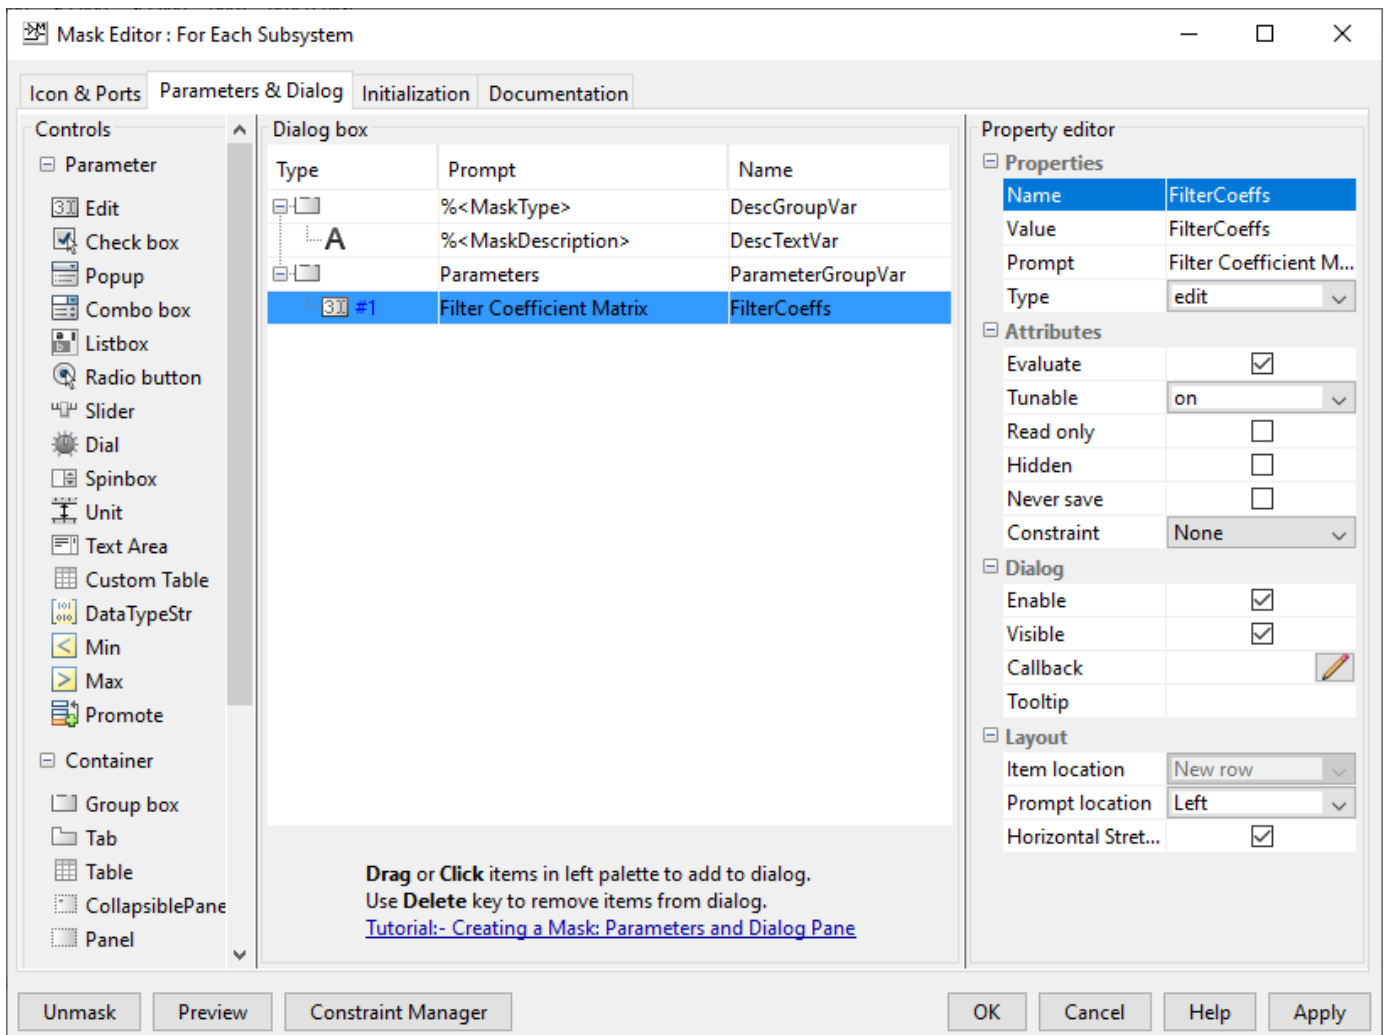 Mask Editor : For Each Subsystem
Icon & Ports Parameters & Dialog Initialization Documentation
Controls
Parameter
Edit
Check box
Popup
Combo box
Listbox
Radio button
Slider
Dial
Spinbox
Unit
Text Area
Custom Table
DataTypeStr
Min
Max
Promote
Container
Group box
Tab
Table
CollapsiblePane
Panel
Dialog box
Type Prompt Name
%<MaskType> DescGroupVar
A %<MaskDescription> DescTextVar
Parameters ParameterGroupVar
#1 Filter Coefficient Matrix FilterCoeffs
Drag or Click items in left palette to add to dialog.
Use Delete key to remove items from dialog.
Tutorial:- Creating a Mask: Parameters and Dialog Pane
Property editor
Properties
Name FilterCoeffs
Value FilterCoeffs
Prompt Filter Coefficient M...
Type edit
Attributes
Evaluate
Tunable on
Read only
Hidden
Never save
Constraint None
Dialog
Enable
Visible
Callback
Tooltip
Layout
Item location New row
Prompt location Left
Horizontal Stret...
Unmask Preview Constraint Manager OK Cancel Help Apply